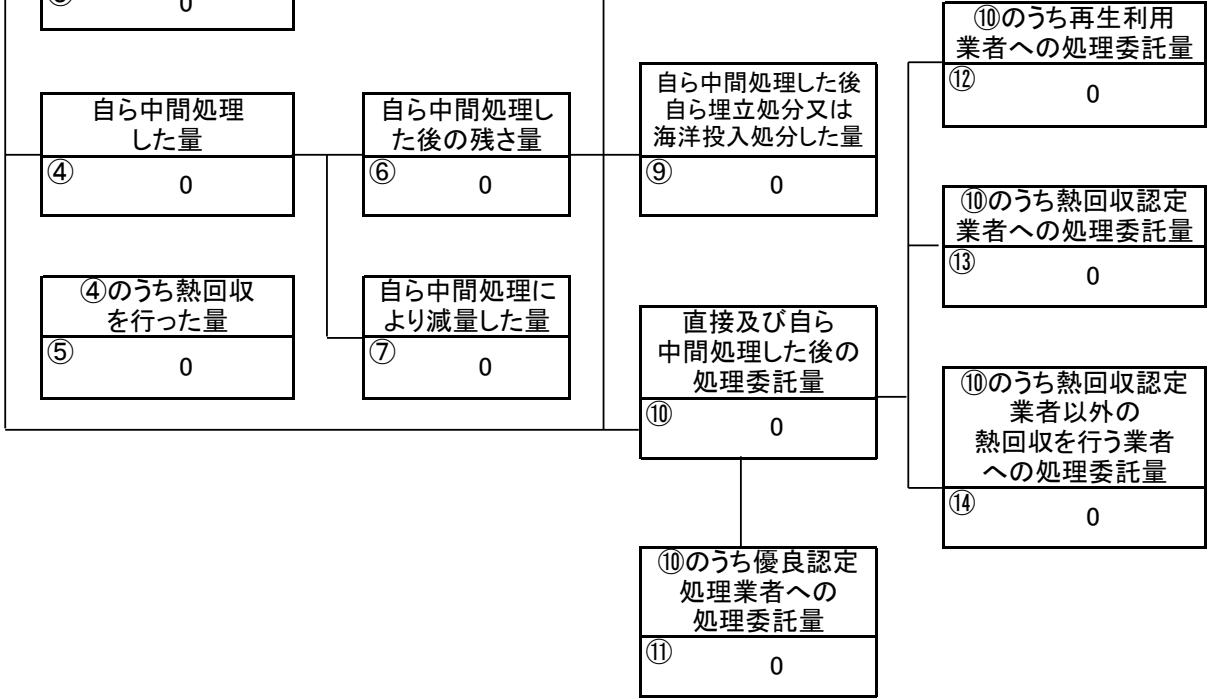 0
自ら中間処理
した量
④
0
④のうち熱回収
を行った量
⑤
0
自ら中間処理し
た後の残さ量
⑥
0
自ら中間処理に
より減量した量
⑦
0
自ら中間処理した後
自ら埋立処分又は
海洋投入処分した量
⑨
0
直接及び自ら
中間処理した後の
処理委託量
⑩
0
⑩のうち優良認定
処理業者への
処理委託量
⑪
0
⑩のうち再生利用
業者への処理委託量
⑫
0
⑩のうち熱回収認定
業者への処理委託量
⑬
0
⑩のうち熱回収認定
業者以外の
熱回収を行う業者
への処理委託量
⑭
0